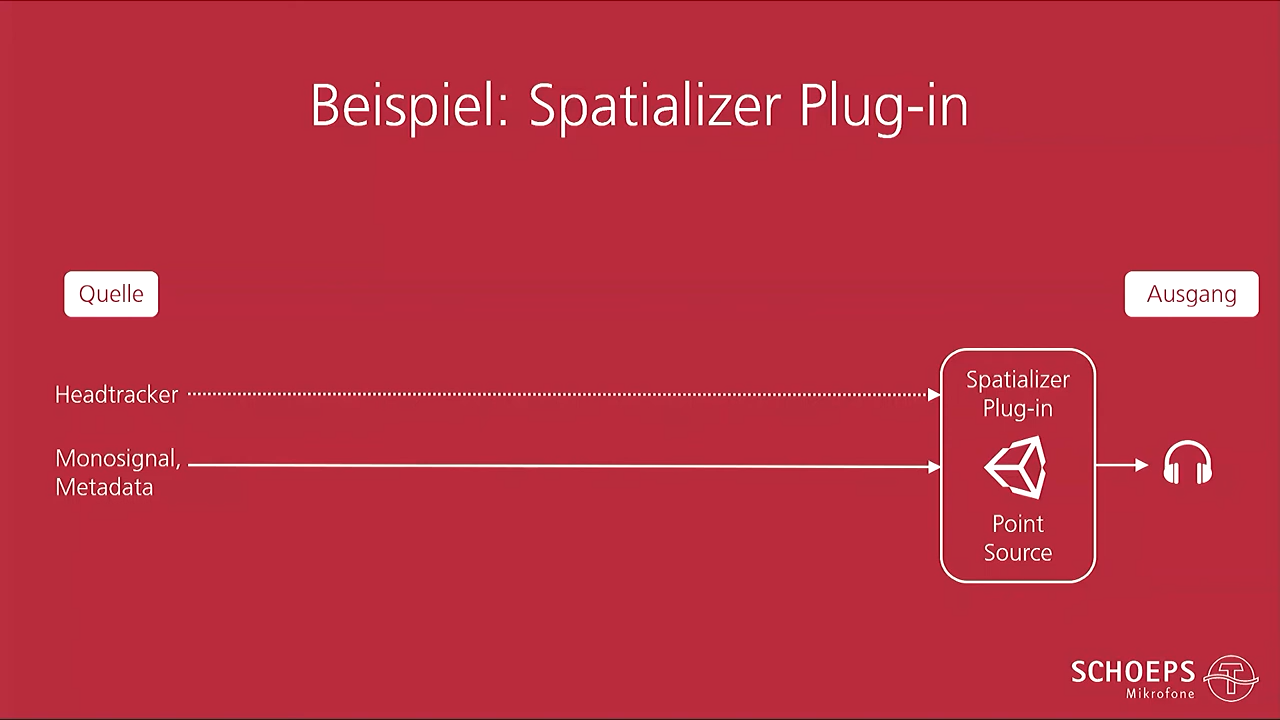 Beispiel: Spatializer Plug-in
Quelle
Ausgang
Headtracker
Monosignal,
Metadata
Spatializer
Plug-in
Point
Source
SCHOEPS
Mikrofone